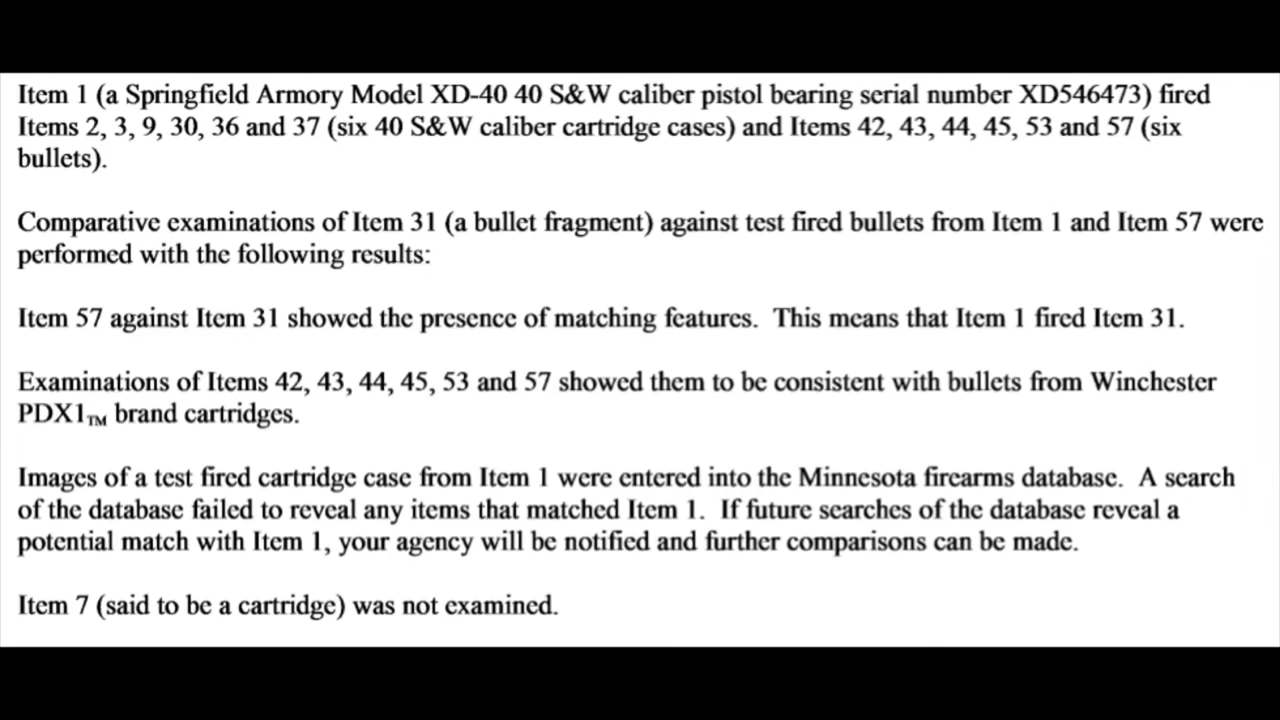 Item 1 (a Springfield Armory Model XD-40 40 S&W caliber pistol bearing serial number XD546473) fired
Items 2, 3, 9, 30, 36 and 37 (six 40 S&W caliber cartridge cases) and Items 42, 43, 44, 45, 53 and 57 (six
bullets).
Comparative examinations of Item 31 (a bullet fragment) against test fired bullets from Item 1 and Item 57 were
performed with the following results:
Item 57 against Item 31 showed the presence of matching features. This means that Item 1 fired Item 31.
Examinations of Items 42, 43, 44, 45, 53 and 57 showed them to be consistent with bullets from Winchester
PDX1TM brand cartridges.
Images of a test fired cartridge case from Item 1 were entered into the Minnesota firearms database. A search
of the database failed to reveal any items that matched Item 1. If future searches of the database reveal a
potential match with Item 1, your agency will be notified and further comparisons can be made.
Item 7 (said to be a cartridge) was not examined.